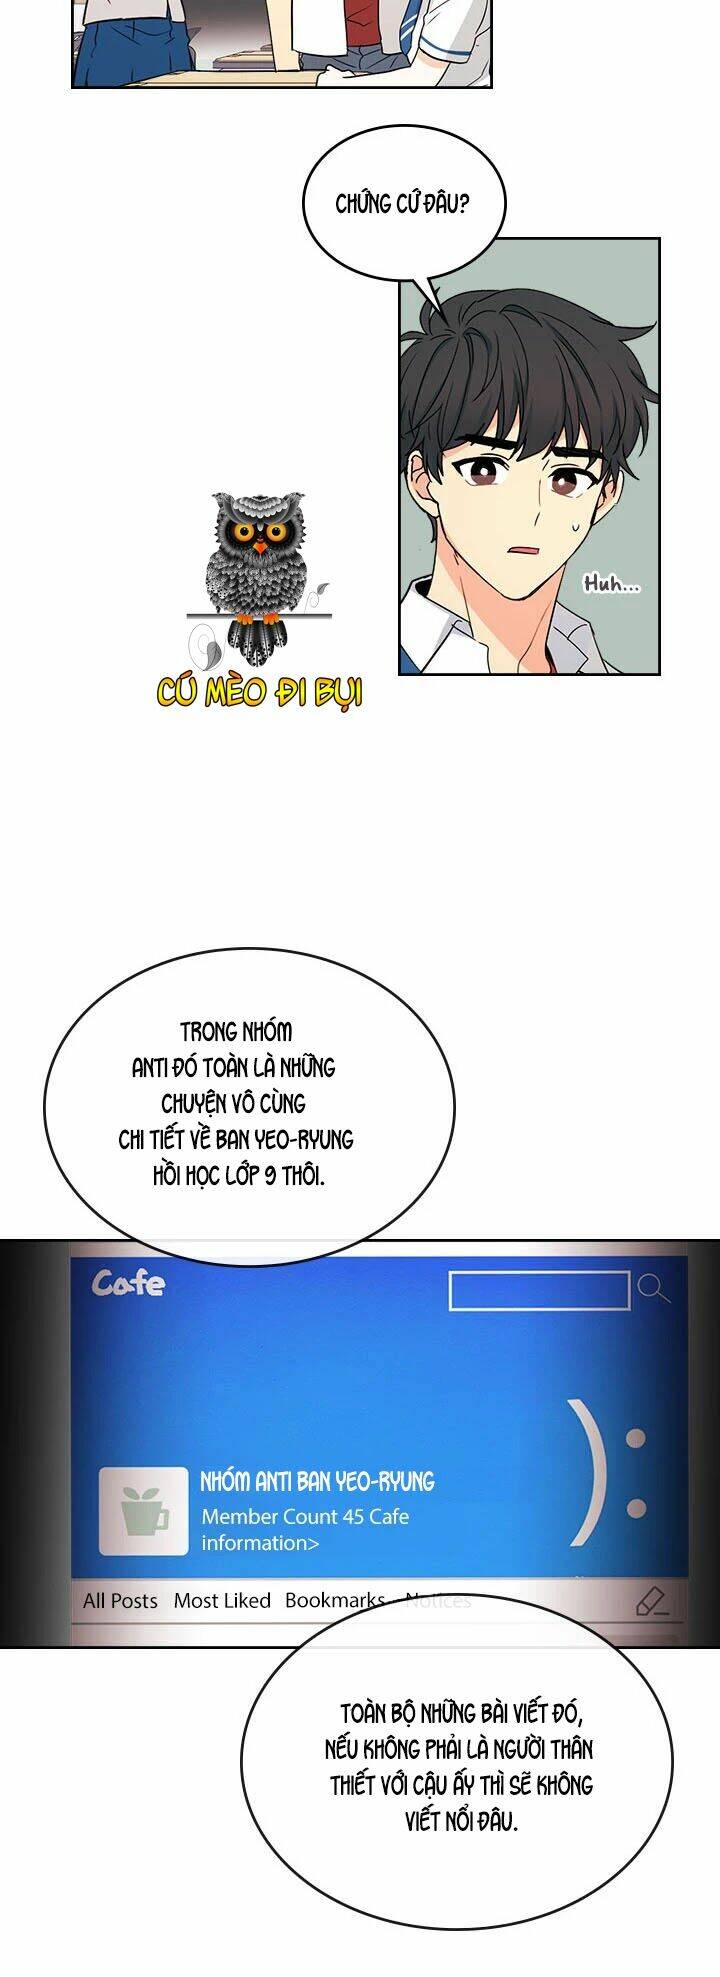 CHỨNG CỨ ĐÂU?
Huh...
CÚ MÈO ĐI BỤI
TRONG NHÓM
ANTI ĐÓ TOÀN LÀ NHỮNG
CHUYỆN VÔ CÙNG
CHI TIẾT VỀ BAN YEO-RYUNG
HỒI HỌC LỚP 9 THÔI.
Cafe
):
NHÓM ANTI BAN YEO-RYUNG
Member Count 45 Cafe
information>
All Posts Most Liked Bookmarks Notices
TOÀN BỘ NHỮNG BÀI VIẾT ĐÓ,
NẾU KHÔNG PHẢI LÀ NGƯỜI THÂN
THIẾT VỚI CẬU ẤY THÌ SẼ KHÔNG
VIẾT NỔI ĐÂU.